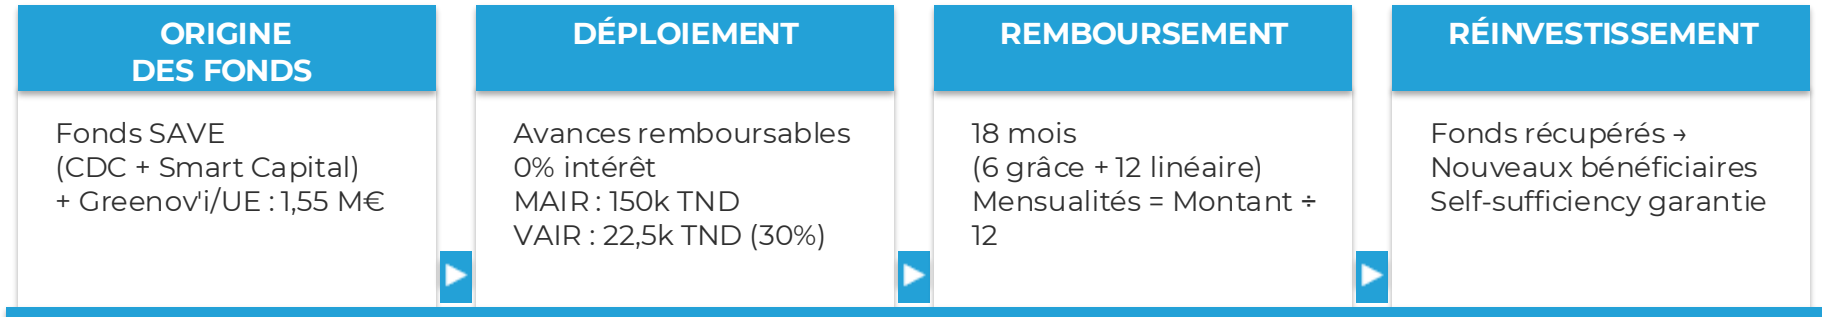 ORIGINE
DES FONDS
Fonds SAVE
(CDC + Smart Capital)
+ Greenov'i/UE : 1,55 M€
DÉPLOIEMENT
Avances remboursables
0% intérêt
MAIR : 150k TND
VAIR : 22,5k TND (30%)
REMBOURSEMENT
18 mois
(6 grâce + 12 linéaire)
Mensualités = Montant ÷
12
RÉINVESTISSEMENT
Fonds récupérés →
Nouveaux bénéficiaires
Self-sufficiency garantie